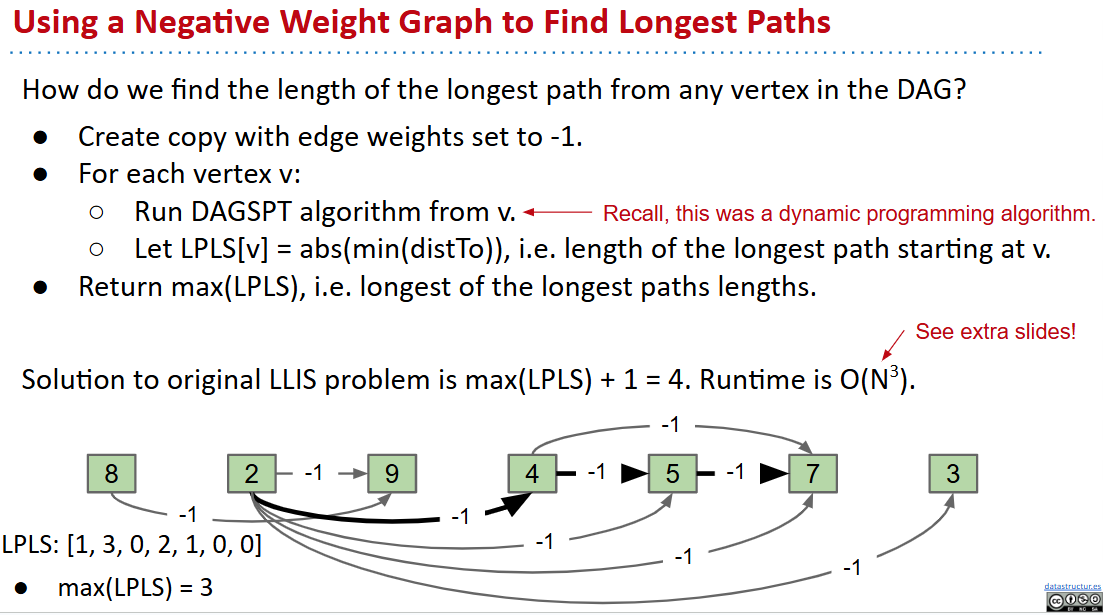 Using a Negative Weight Graph to Find Longest Paths
How do we find the length of the longest path from any vertex in the DAG?
● Create copy with edge weights set to -1.
● For each vertex v:
○ Run DAGSPT algorithm from v. Recall, this was a dynamic programming algorithm.
○ Let LPLS[v] = abs(min(distTo)), i.e. length of the longest path starting at v.
● Return max(LPLS), i.e. longest of the longest paths lengths.
See extra slides!
Solution to original LLIS problem is max(LPLS) + 1 = 4. Runtime is O(N³).
-1
8 2 -1 9 4 -1 5 -1 7 3
-1 -1
-1
-1
-1
LPLS: [1, 3, 0, 2, 1, 0, 0]
● max(LPLS) = 3
datastructur.es
CC BY NC SA